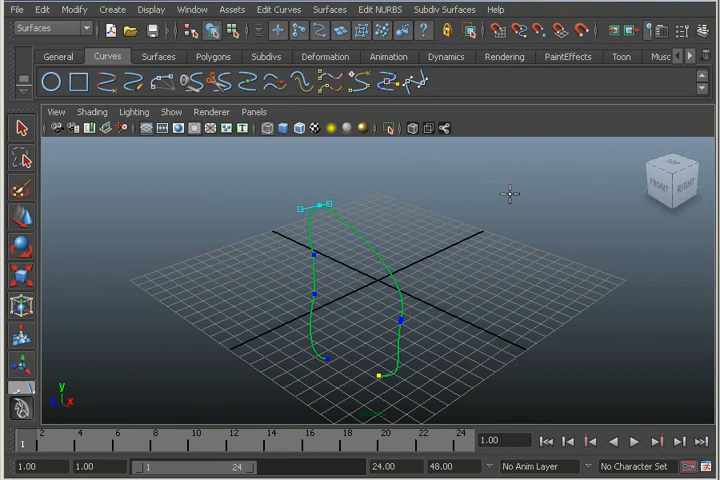 File Edit Modify Create Display Window Assets Edit Curves Surfaces Edit NURBS Subdiv Surfaces Help
Surfaces
General Curves Surfaces Polygons Subdivs Deformation Animation Dynamics Rendering PaintEffects Toon Musc
View Shading Lighting Show Renderer Panels
TOP
FRONT RIGHT
y
z x
2 4 6 8 10 12 14 16 18 20 22 24
1 1.00
1.00 1.00 1 24 24.00 48.00 No Anim Layer No Character Set